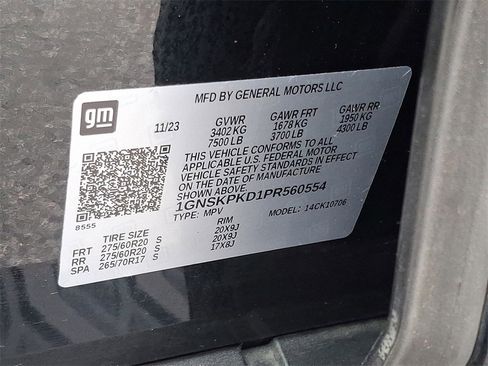 MFD BY GENERAL MOTORS LLC
gm
11/23 GVWR GAWR FRT GAWR RR
3402 KG 1678 KG 1950 KG
7500 LB 3700 LB 4300 LB
THIS VEHICLE CONFORMS TO ALL
APPLICABLE U.S. FEDERAL MOTOR
VEHICLE SAFETY STANDARDS IN EFFECT
ON THE DATE OF MANUFACTURE
SHOWN ABOVE.
1GNSKPKD1PR560554
8555 TYPE: MPV MODEL: 14CK10706
TIRE SIZE RIM
FRT 275/60R20 S 20X9J
RR 275/60R20 S 20X9J
SPA 265/70R17 S 17X8J